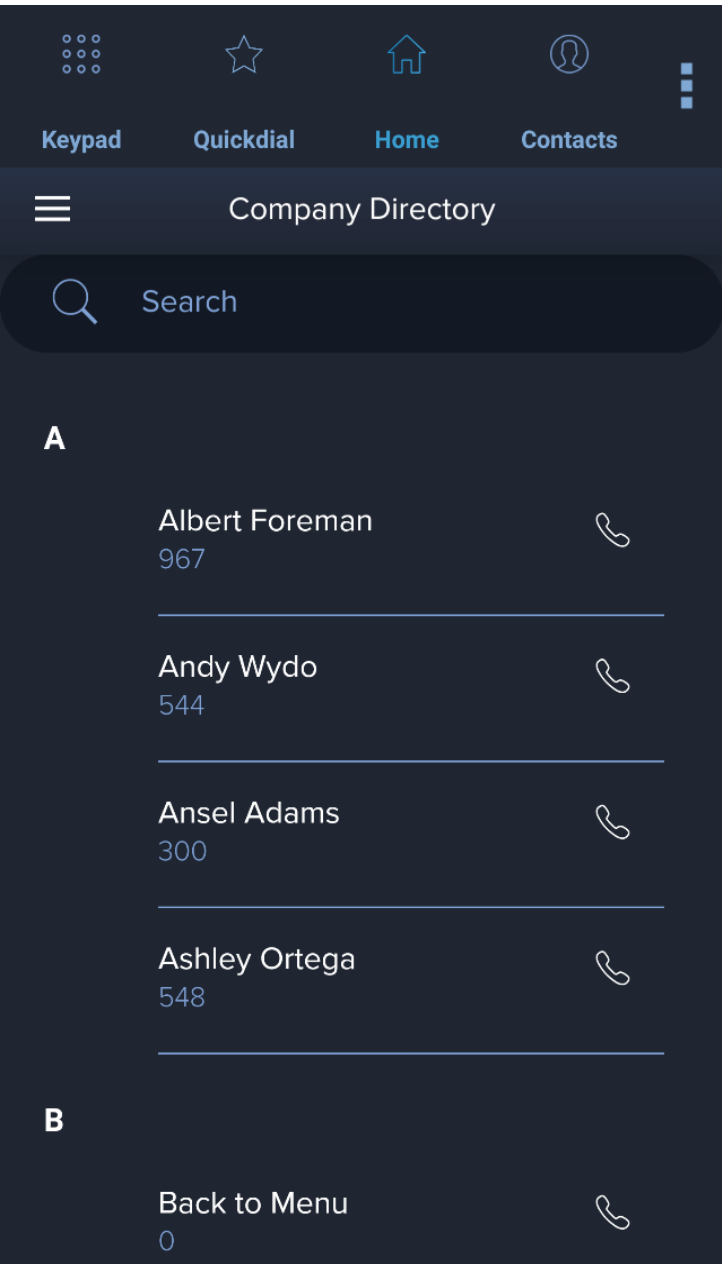 Keypad Quickdial Home Contacts
Company Directory
Search
A
Albert Foreman
967
Andy Wydo
544
Ansel Adams
300
Ashley Ortega
548
B
Back to Menu
0